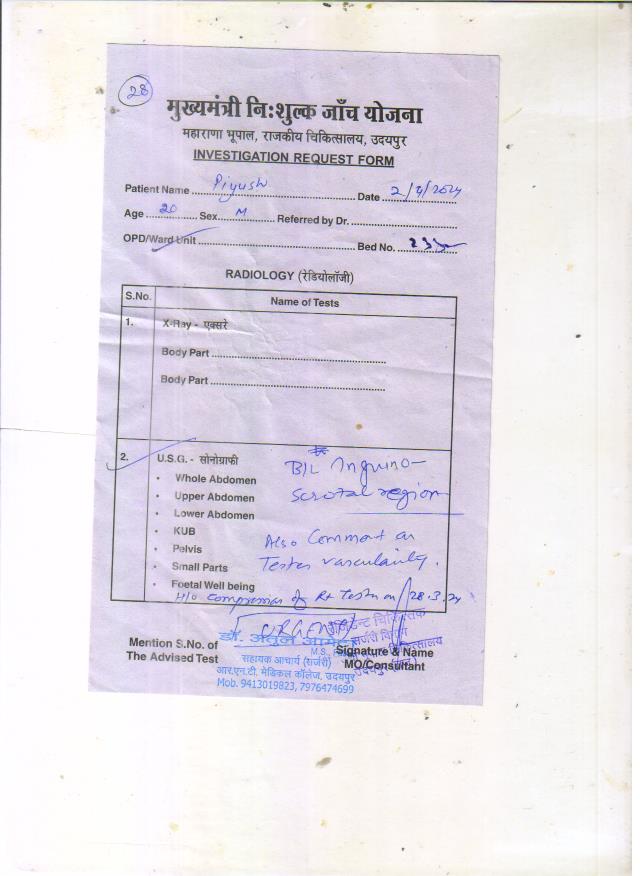 28
मुख्यमंत्री निःशुल्क जाँच योजना
महाराणा भूपाल, राजकीय चिकित्सालय, उदयपुर
INVESTIGATION REQUEST FORM
Patient Name Piyush Date 2/4/2024
Age 20 Sex M Referred by Dr.
OPD/Ward Unit Bed No. 23
RADIOLOGY (रेडियोलॉजी)
S.No. Name of Tests
1. X-Ray - एक्सरे
Body Part
Body Part
2. U.S.G. - सोनोग्राफी
B/L Inguino-
• Whole Abdomen
scrotal region
• Upper Abdomen
• Lower Abdomen
• KUB
Also Comment on
• Pelvis
Testes vascularity.
• Small Parts
• Foetal Well being
H/o compression of Rt Testis on 28.3.24
URGENT
Mention S.No. of
The Advised Test
डॉ. अतुल
M.S.
सहायक आचार्य (सर्जरी)
आर.एन.टी. मेडिकल कॉलेज, उदयपुर
Mob. 9413019823, 7976474699
Signature & Name
MO/Consultant